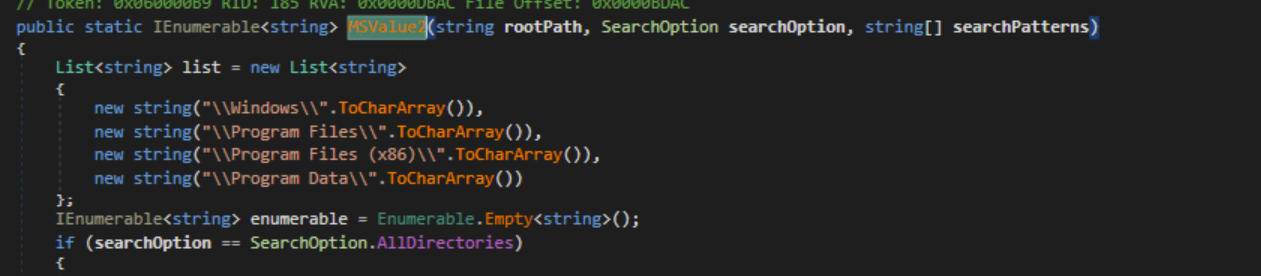 // Token: 0x060000B9 RID: 185 RVA: 0x0000DBAC File Offset: 0x0000BDAC
public static IEnumerable<string> MSValue2(string rootPath, SearchOption searchOption, string[] searchPatterns)
{
List<string> list = new List<string>
{
new string("\\Windows\\".ToCharArray()),
new string("\\Program Files\\".ToCharArray()),
new string("\\Program Files (x86)\\".ToCharArray()),
new string("\\Program Data\\".ToCharArray())
};
IEnumerable<string> enumerable = Enumerable.Empty<string>();
if (searchOption == SearchOption.AllDirectories)
{